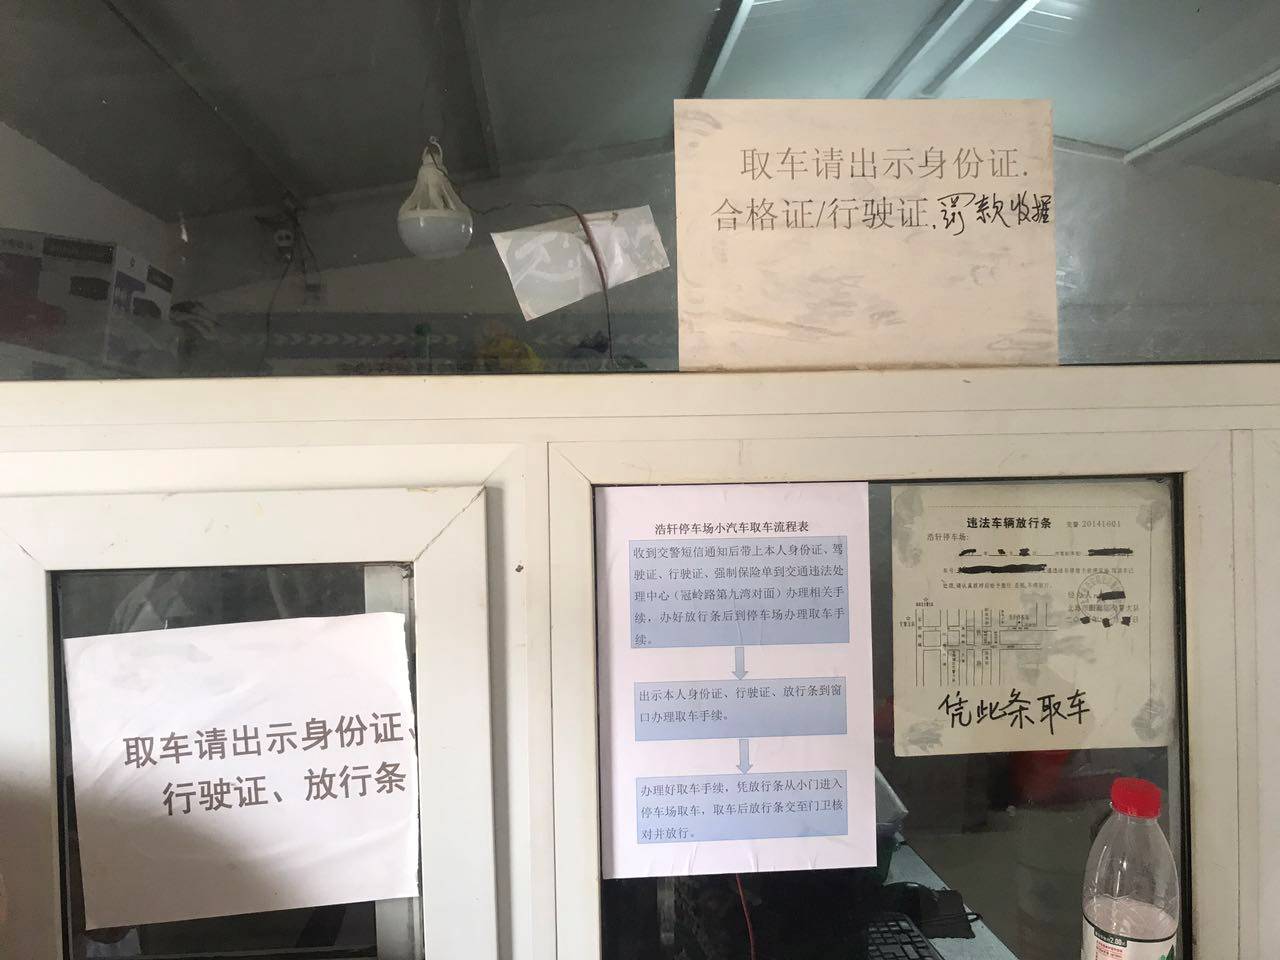 取车请出示身份证.
合格证/行驶证.罚款收据
浩轩停车场小汽车取车流程表
收到交警短信通知后带上本人身份证、驾
驶证、行驶证、强制保险单到交通违法处
理中心（冠岭路第九湾对面）办理相关手
续，办好放行条后到停车场办理取车手
续。
出示本人身份证、行驶证、放行条到窗
口办理取车手续。
办理好取车手续，凭放行条从小门进入
停车场取车，取车后放行条交至门卫核
对并放行。
违法车辆放行条
交警 20141601
浩轩停车场:
凭此条取车
取车请出示身份证、
行驶证、放行条
2.00